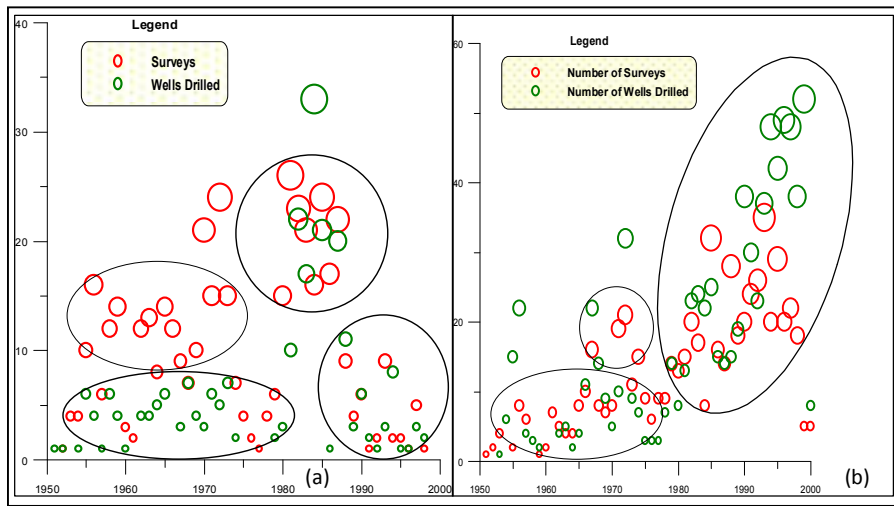 Legend
Surveys
Wells Drilled
40
30
20
10
0
1950 1960 1970 1980 1990 2000
(a)
Legend
Number of Surveys
Number of Wells Drilled
60
40
20
0
1950 1960 1970 1980 1990 2000
(b)